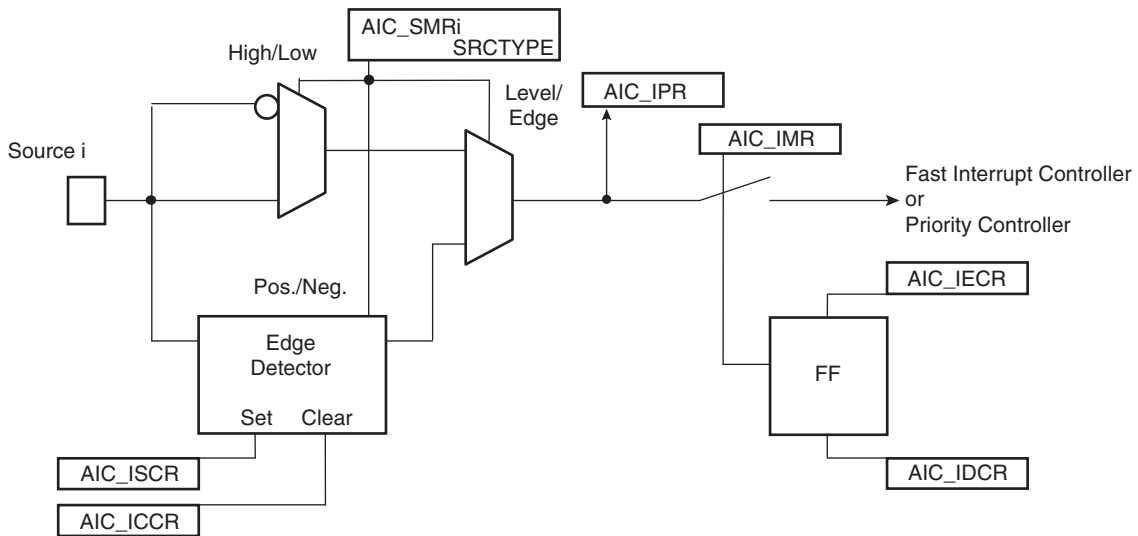 AIC_SMRi
SRCTYPE
High/Low
Level/
Edge
AIC_IPR
AIC_IMR
Source i
Fast Interrupt Controller
or
Priority Controller
Pos./Neg.
AIC_IECR
Edge
Detector
FF
Set Clear
AIC_ISCR
AIC_IDCR
AIC_ICCR